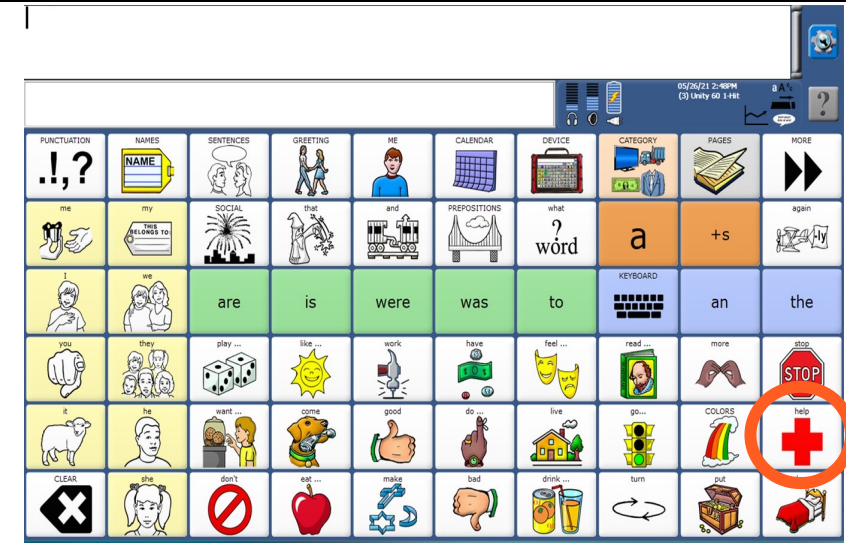 05/26/21 2:48PM
(3) Unity 60 1-Hit
?
PUNCTUATION NAMES SENTENCES GREETING ME CALENDAR DEVICE CATEGORY PAGES MORE
.!,? NAME
me my SOCIAL that and PREPOSITIONS what again
THIS BELONGS TO: ? word a +s -ly
I we KEYBOARD
are is were was to an the
you they play ... like ... work have feel ... read ... more stop
STOP
it he want ... come good do ... live go... COLORS help
CLEAR she don't eat ... make bad drink ... turn put